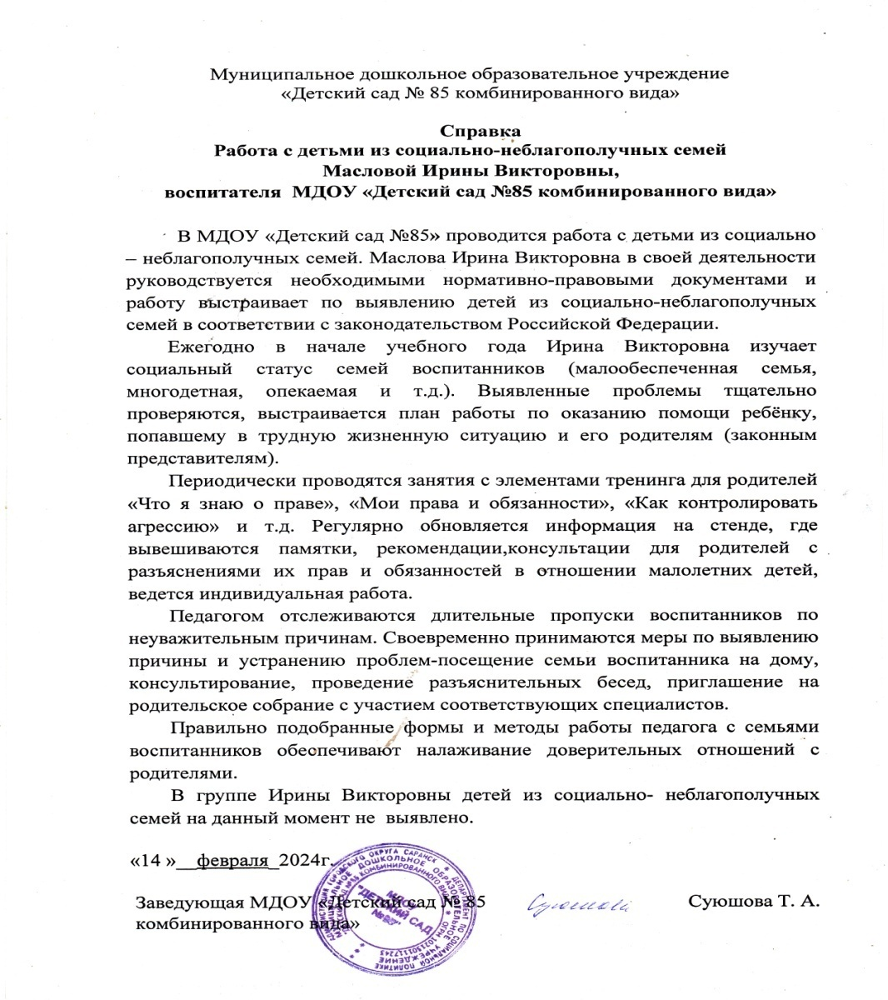 Муниципальное дошкольное образовательное учреждение
«Детский сад № 85 комбинированного вида»
Справка
Работа с детьми из социально-неблагополучных семей
Масловой Ирины Викторовны,
воспитателя МДОУ «Детский сад №85 комбинированного вида»
В МДОУ «Детский сад №85» проводится работа с детьми из социально
– неблагополучных семей. Маслова Ирина Викторовна в своей деятельности
руководствуется необходимыми нормативно-правовыми документами и
работу выстраивает по выявлению детей из социально-неблагополучных
семей в соответствии с законодательством Российской Федерации.
Ежегодно в начале учебного года Ирина Викторовна изучает
социальный статус семей воспитанников (малообеспеченная семья,
многодетная, опекаемая и т.д.). Выявленные проблемы тщательно
проверяются, выстраивается план работы по оказанию помощи ребёнку,
попавшему в трудную жизненную ситуацию и его родителям (законным
представителям).
Периодически проводятся занятия с элементами тренинга для родителей
«Что я знаю о праве», «Мои права и обязанности», «Как контролировать
агрессию» и т.д. Регулярно обновляется информация на стенде, где
вывешиваются памятки, рекомендации,консультации для родителей с
разъяснениями их прав и обязанностей в отношении малолетних детей,
ведется индивидуальная работа.
Педагогом отслеживаются длительные пропуски воспитанников по
неуважительным причинам. Своевременно принимаются меры по выявлению
причины и устранению проблем-посещение семьи воспитанника на дому,
консультирование, проведение разъяснительных бесед, приглашение на
родительское собрание с участием соответствующих специалистов.
Правильно подобранные формы и методы работы педагога с семьями
воспитанников обеспечивают налаживание доверительных отношений с
родителями.
В группе Ирины Викторовны детей из социально- неблагополучных
семей на данный момент не выявлено.
«14 »__февраля_2024г.
Заведующая МДОУ «Детский сад № 85 Суюшова Т. А.
комбинированного вида»
МДОУ
"ДЕТСКИЙ САД
№85"